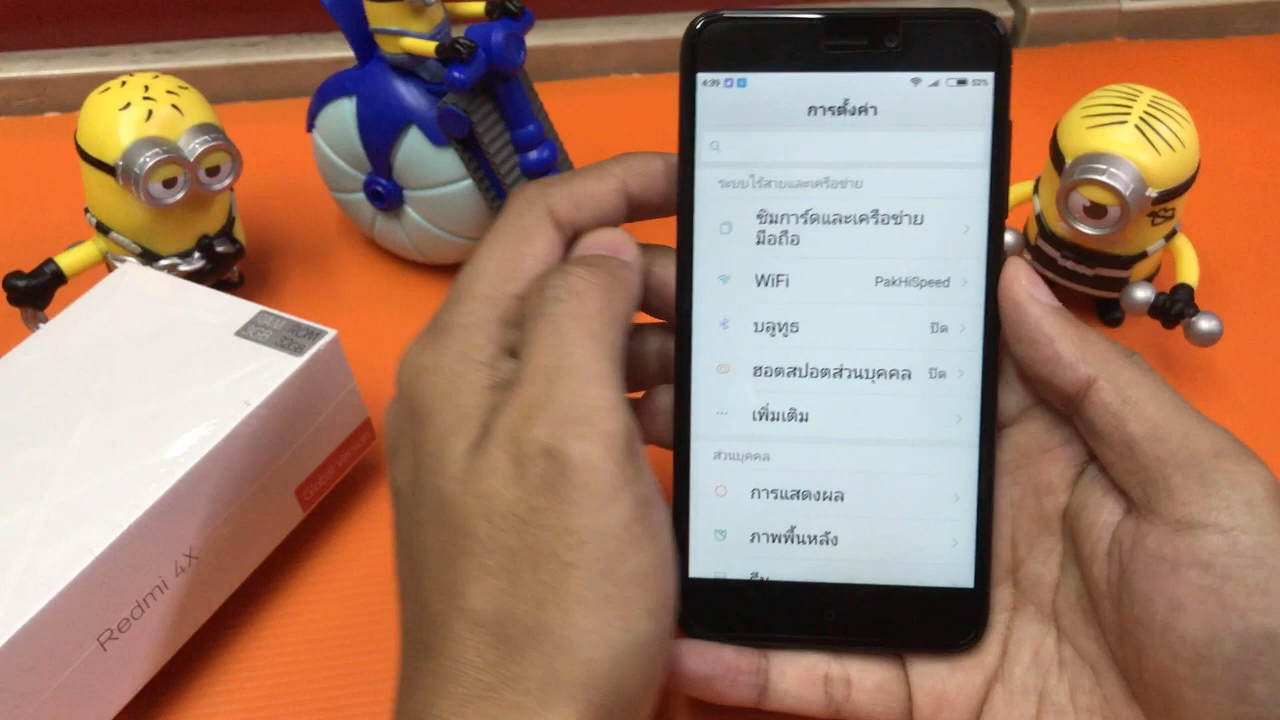 4:39
52%
การตั้งค่า
ระบบไร้สายและเครือข่าย
ซิมการ์ดและเครือข่าย
มือถือ
WiFi PakHiSpeed
บลูทูธ ปิด
ฮอตสปอตส่วนบุคคล ปิด
เพิ่มเติม
ส่วนบุคคล
การแสดงผล
ภาพพื้นหลัง
RAM ROM
3GB 32GB
Global Version
Redmi 4X